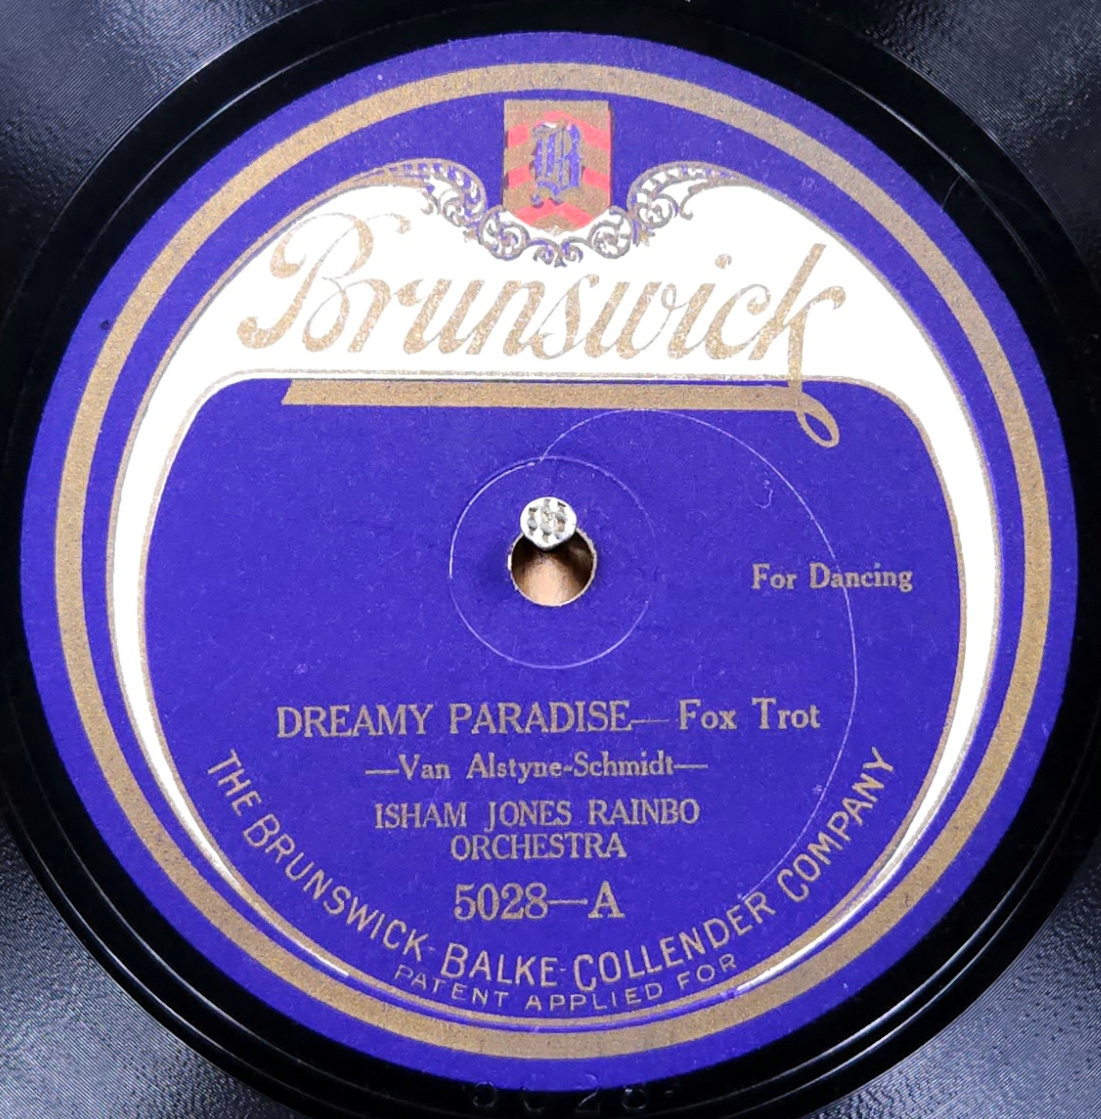 B
Brunswick
For Dancing
DREAMY PARADISE— Fox Trot
—Van Alstyne-Schmidt—
ISHAM JONES RAINBO
ORCHESTRA
5028—A
THE BRUNSWICK-BALKE-COLLENDER COMPANY
PATENT APPLIED FOR
5028-